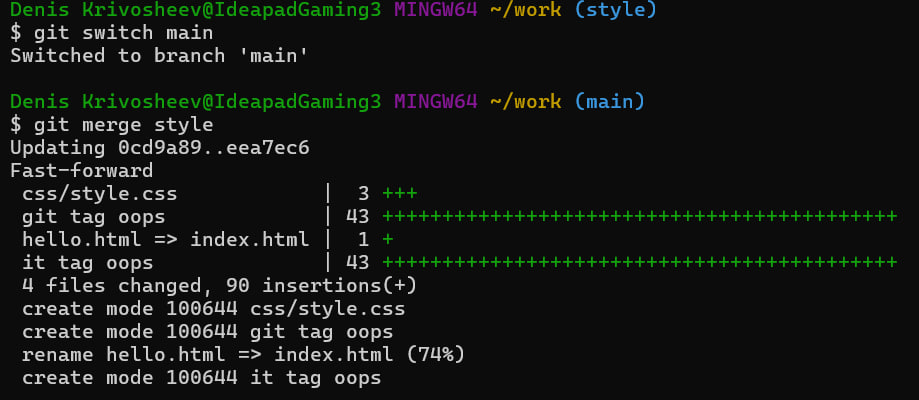 Denis Krivosheev@IdeapadGaming3 MINGW64 ~/work (style)
$ git switch main
Switched to branch 'main'

Denis Krivosheev@IdeapadGaming3 MINGW64 ~/work (main)
$ git merge style
Updating 0cd9a89..eea7ec6
Fast-forward
 css/style.css            |  3 +++
 git tag oops             | 43 +++++++++++++++++++++++++++++++++++++++++++
 hello.html => index.html |  1 +
 it tag oops              | 43 +++++++++++++++++++++++++++++++++++++++++++
 4 files changed, 90 insertions(+)
 create mode 100644 css/style.css
 create mode 100644 git tag oops
 rename hello.html => index.html (74%)
 create mode 100644 it tag oops